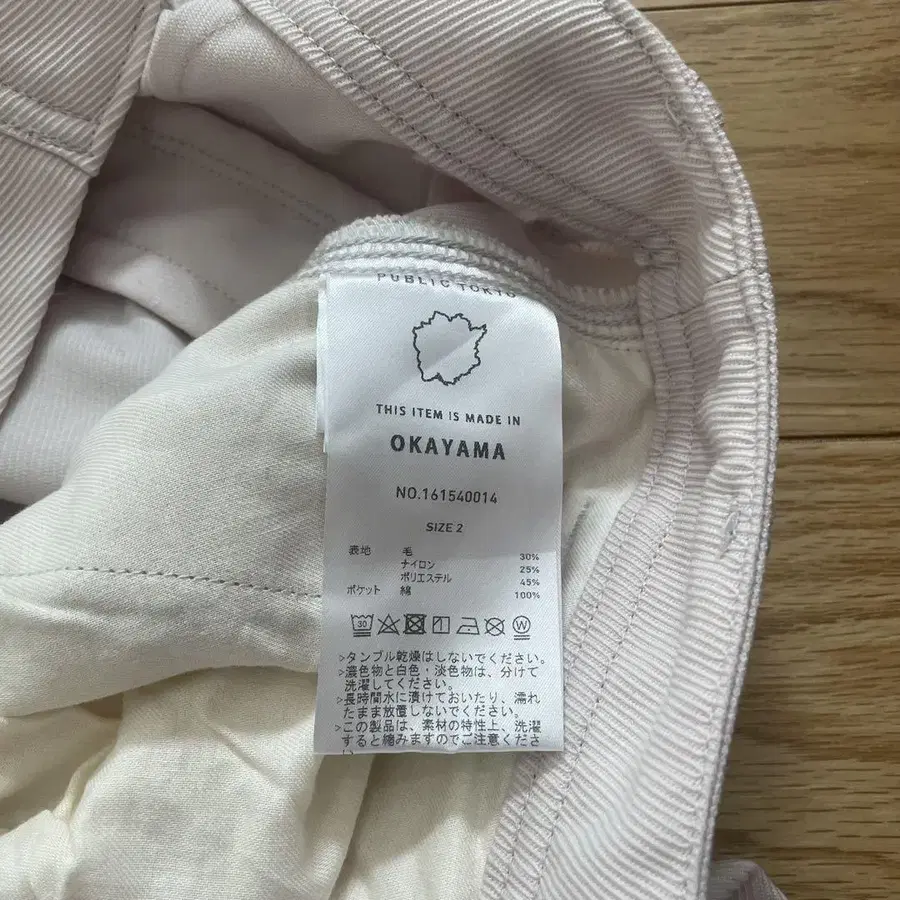 PUBLIC TOKYO
THIS ITEM IS MADE IN
OKAYAMA
NO.161540014
SIZE 2
表地 毛 30%
ナイロン 25%
ポリエステル 45%
ポケット 綿 100%
30 W
>タンブル乾燥はしないでください。
>濃色物と白色・淡色物は、分けて
洗濯してください。
>長時間水に漬けておいたり、濡れ
たまま放置しないでください。
>この製品は、素材の特性上、洗濯
すると縮みますのでご注意くださ